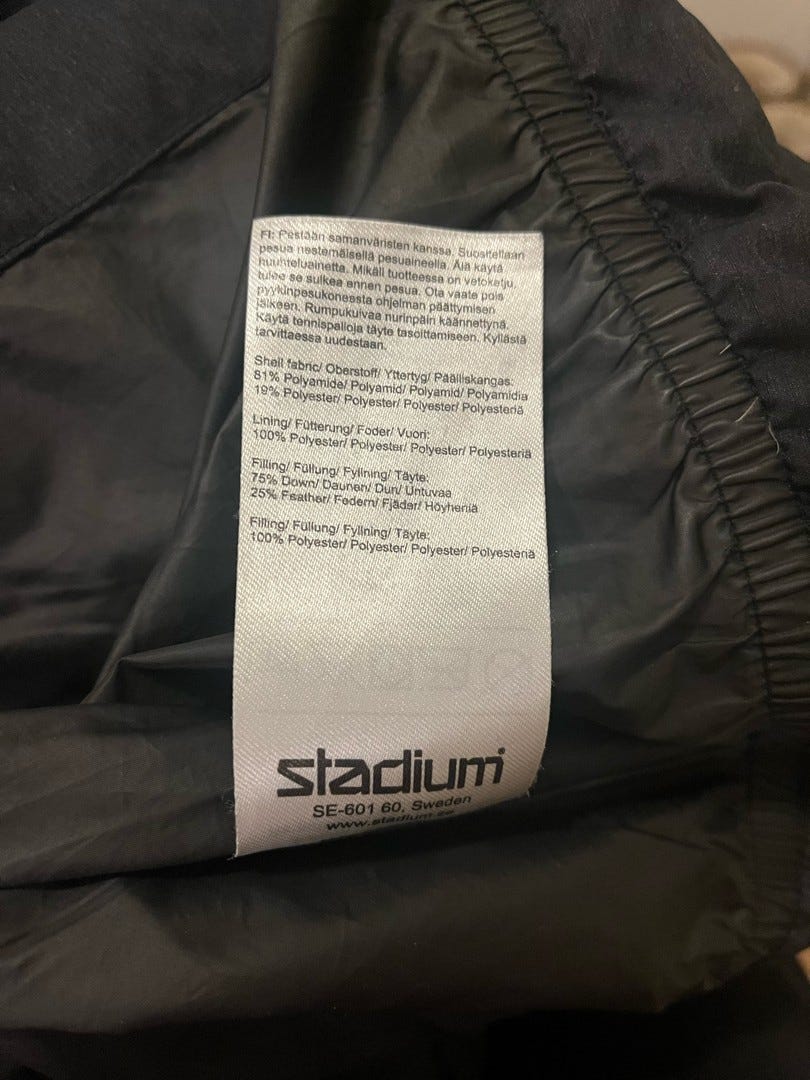 FI: Pestään samanväristen kanssa. Suositellaan
pesua nestemäisellä pesuaineella. Älä käytä
huuhteluainetta. Mikäli tuotteessa on vetoketju,
tulee se sulkea ennen pesua. Ota vaate pois
pyykinpesukoneesta ohjelman päättymisen
jälkeen. Rumpukuivaa nurinpäin käännettynä.
Käytä tennispalloja täyte tasoittamiseen. Kyllästä
tarvittaessa uudestaan.
Shell fabric/ Oberstoff/ Yttertyg/ Päälliskangas:
81% Polyamide/ Polyamid/ Polyamid/ Polyamidia
19% Polyester/ Polyester/ Polyester/ Polyesteriä
Lining/ Fütterung/ Foder/ Vuori:
100% Polyester/ Polyester/ Polyester/ Polyesteriä
Filling/ Füllung/ Fyllning/ Täyte:
75% Down/ Daunen/ Dun/ Untuvaa
25% Feather/ Federn/ Fjäder/ Höyheniä
Filling/ Füllung/ Fyllning/ Täyte:
100% Polyester/ Polyester/ Polyester/ Polyesteriä
stadium
SE-601 60, Sweden
www.stadium.se